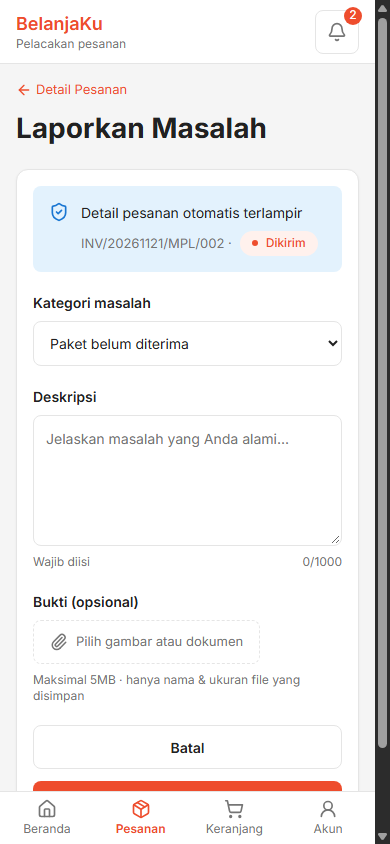 BelanjaKu
Pelacakan pesanan
2
← Detail Pesanan
Laporkan Masalah
Detail pesanan otomatis terlampir
INV/20261121/MPL/002 · Dikirim
Kategori masalah
Paket belum diterima
Deskripsi
Jelaskan masalah yang Anda alami...
Wajib diisi 0/1000
Bukti (opsional)
Pilih gambar atau dokumen
Maksimal 5MB · hanya nama & ukuran file yang
disimpan
Batal
Beranda Pesanan Keranjang Akun